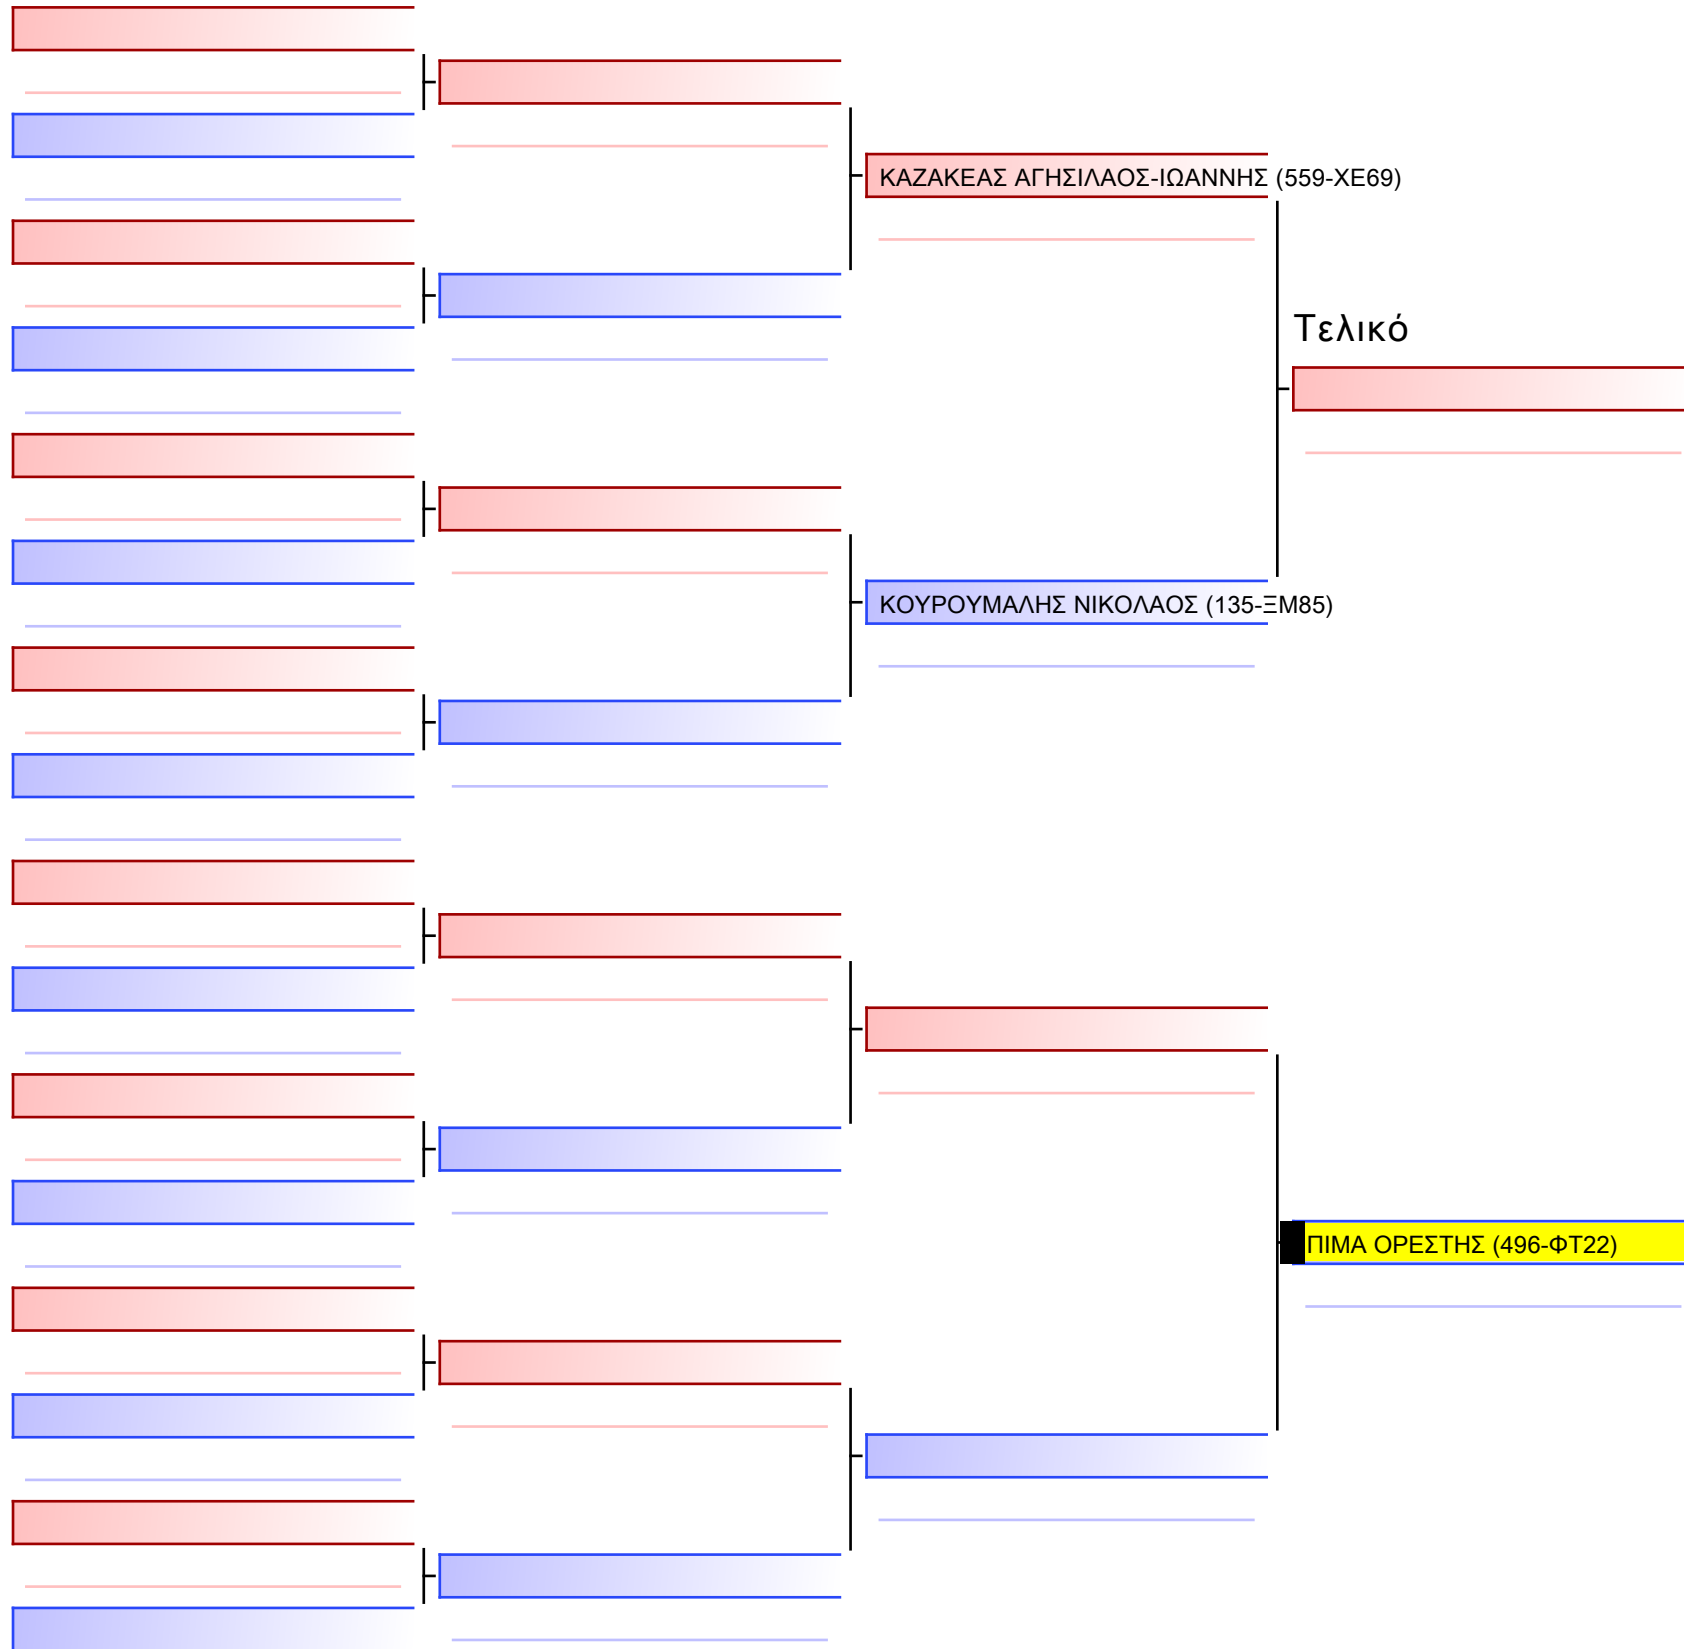 ΚΑΖΑΚΕΑΣ ΑΓΗΣΙΛΑΟΣ-ΙΩΑΝΝΗΣ (559-ΧΕ69)
Τελικό
ΚΟΥΡΟΥΜΑΛΗΣ ΝΙΚΟΛΑΟΣ (135-ΞΜ85)
ΠΙΜΑ ΟΡΕΣΤΗΣ (496-ΦΤ22)